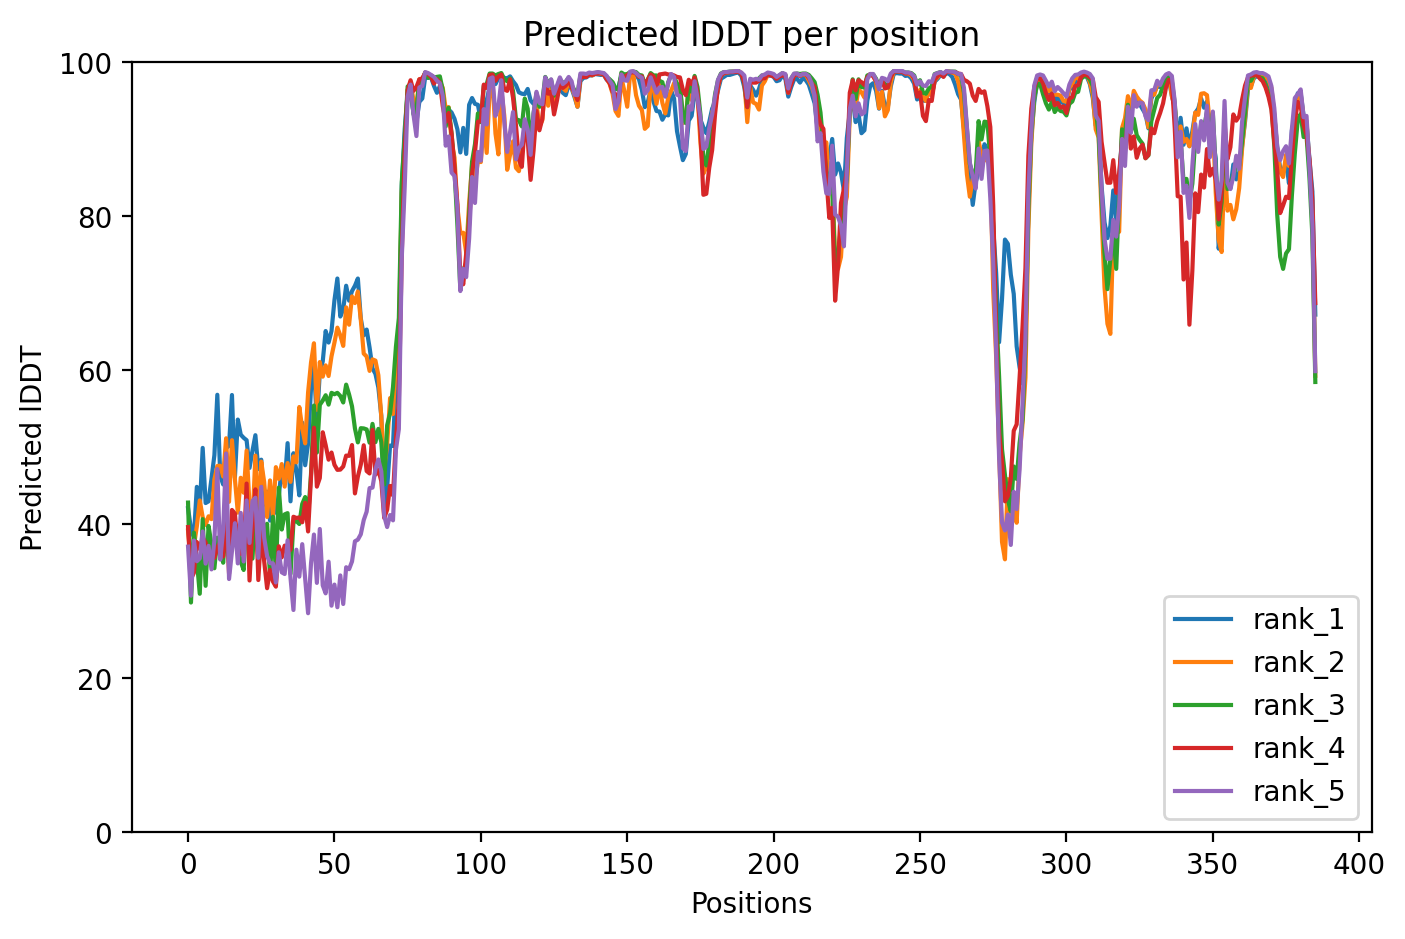 Predicted lDDT per position
100
80
60
40
20
0
Predicted lDDT
0 50 100 150 200 250 300 350 400
Positions
rank_1
rank_2
rank_3
rank_4
rank_5